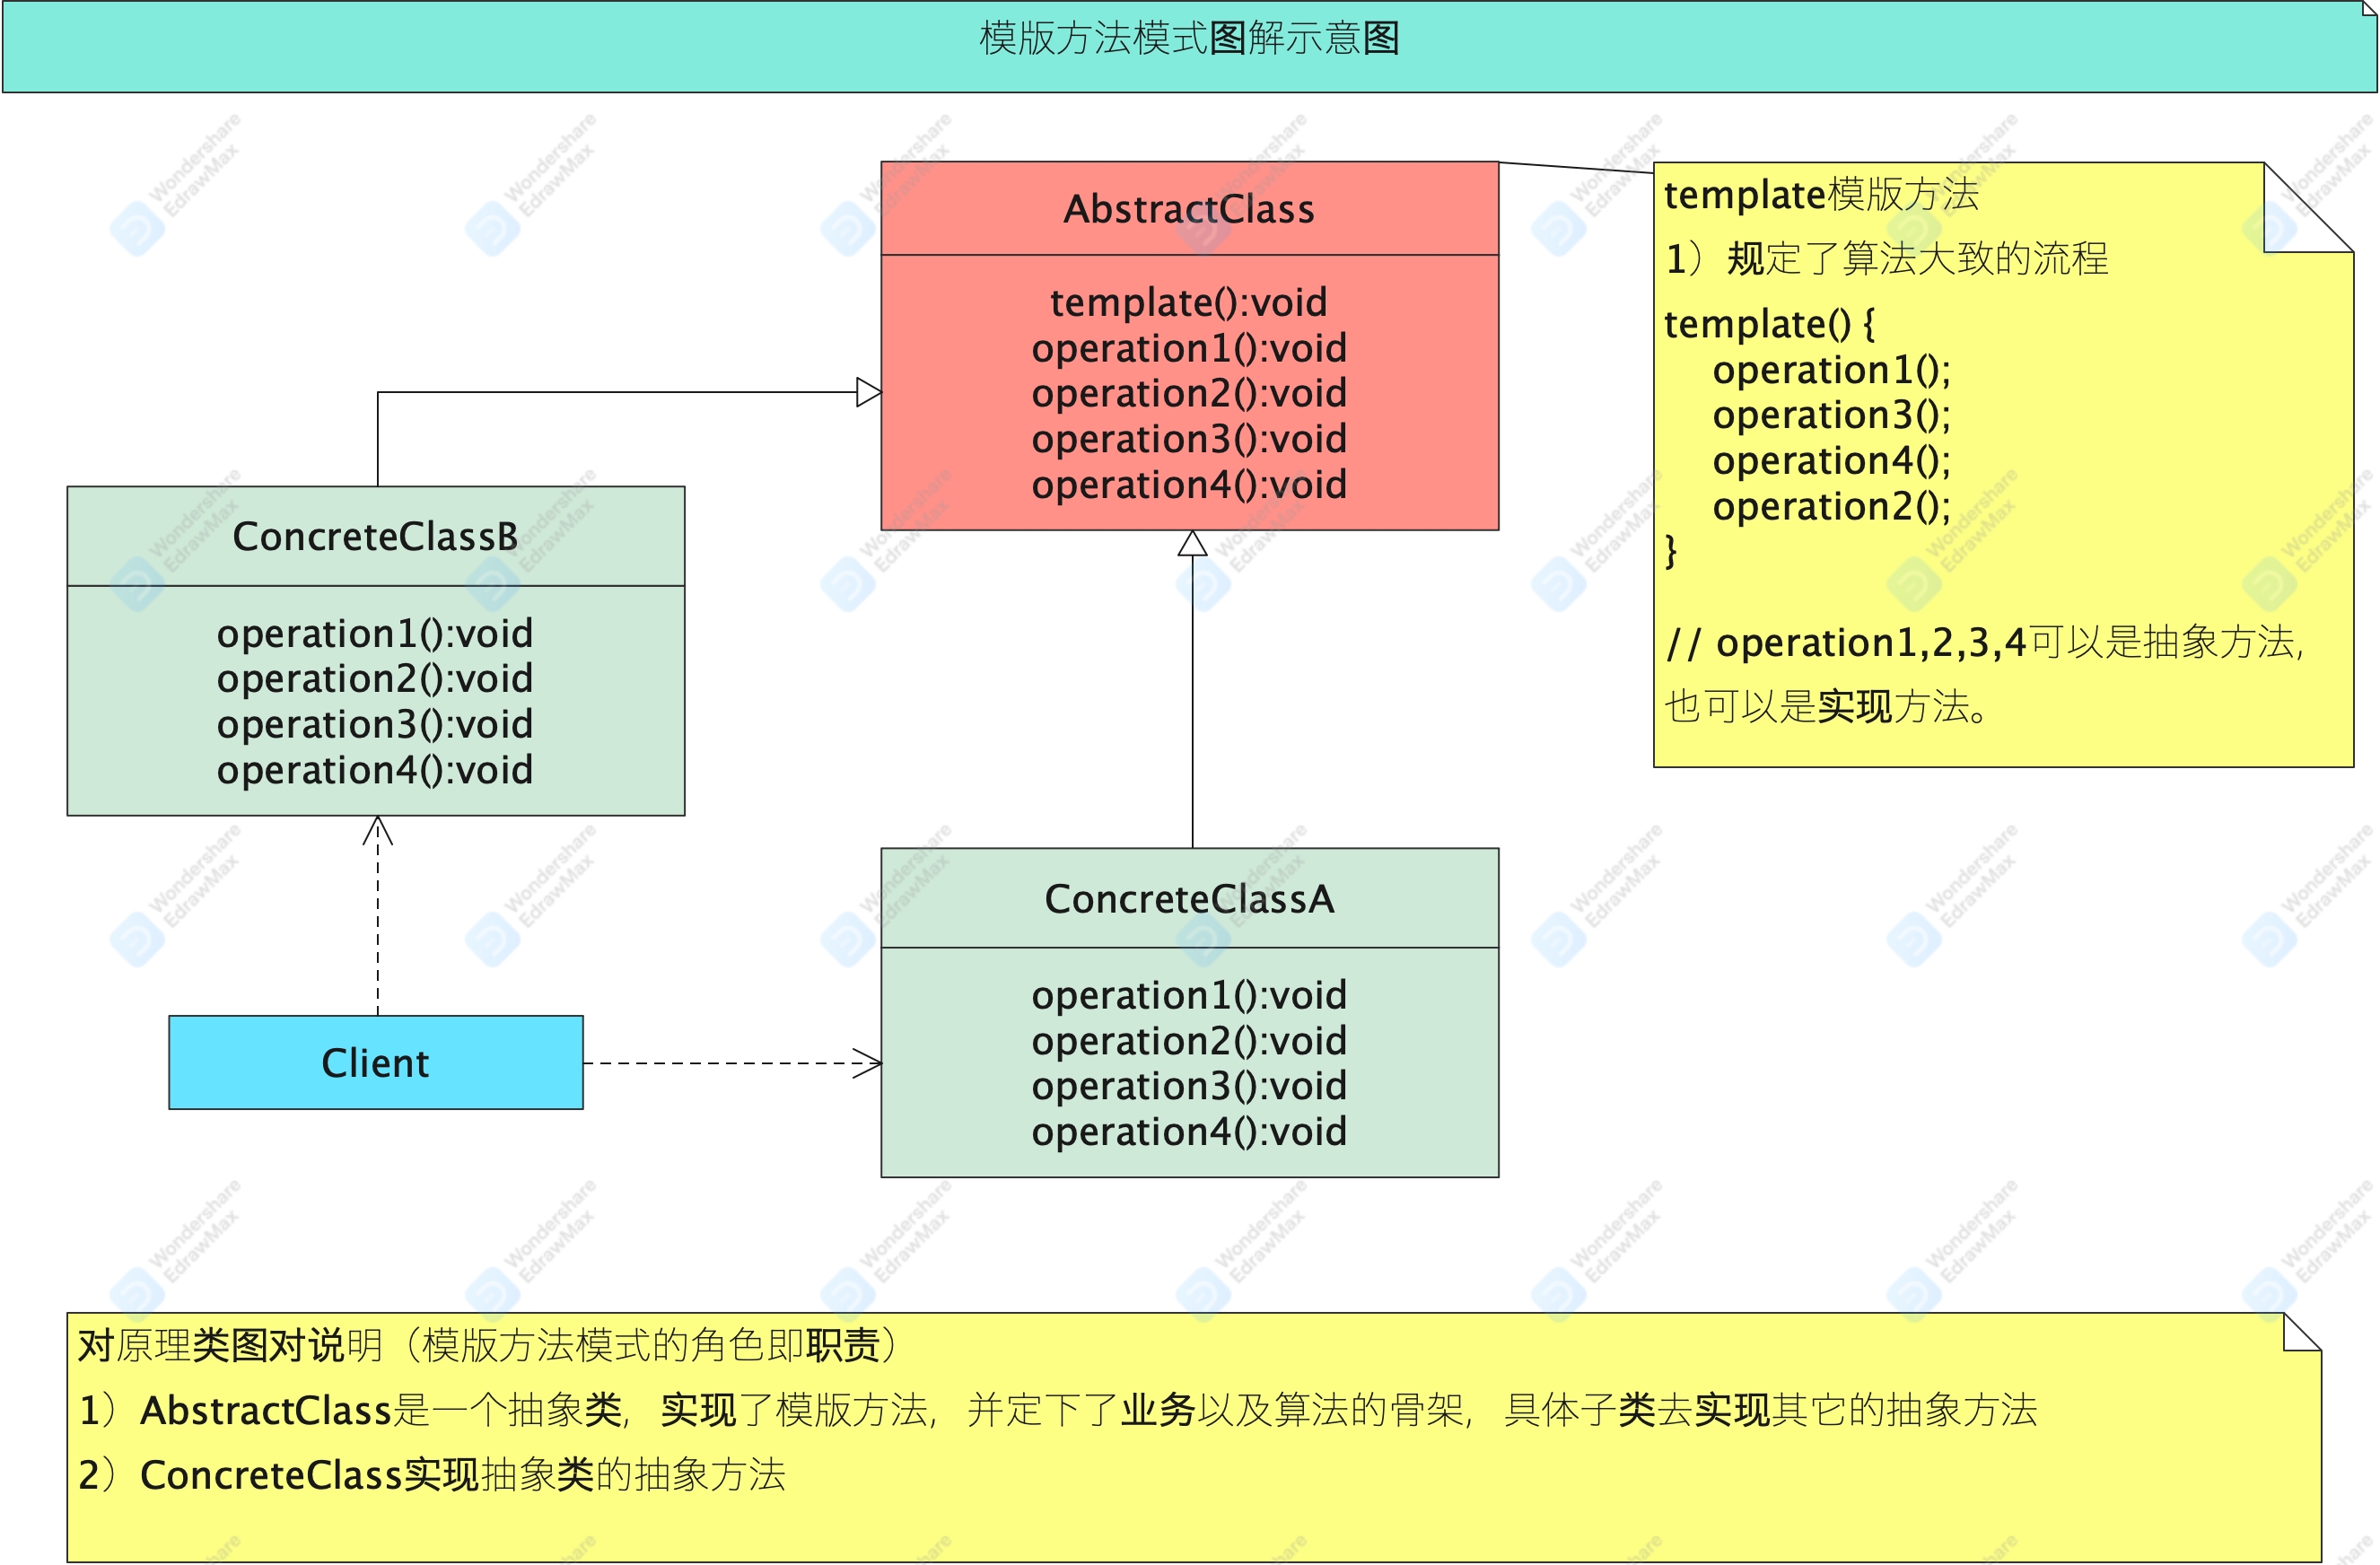 模版方法模式图解示意图
AbstractClass
template():void
operation1():void
operation2():void
operation3():void
operation4():void
template模版方法
1）规定了算法大致的流程
template() {
operation1();
operation3();
operation4();
operation2();
}
// operation1,2,3,4可以是抽象方法,
也可以是实现方法。
ConcreteClassB
operation1():void
operation2():void
operation3():void
operation4():void
ConcreteClassA
operation1():void
operation2():void
operation3():void
operation4():void
Client
对原理类图对说明（模版方法模式的角色即职责）
1）AbstractClass是一个抽象类，实现了模版方法，并定下了业务以及算法的骨架，具体子类去实现其它的抽象方法
2）ConcreteClass实现抽象类的抽象方法
Wondershare
EdrawMax